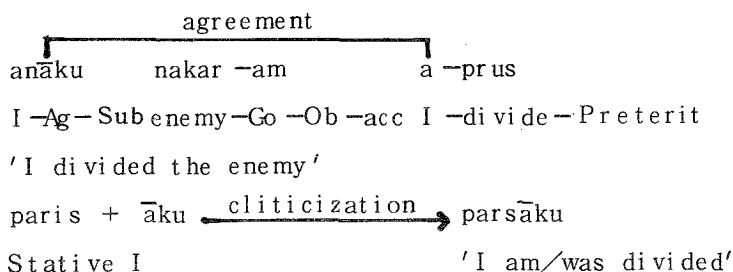 agreement
anāku nakar -am a -prus
I -Ag- Sub enemy-Go -Ob-acc I -divide-Preterit
'I divided the enemy'
paris + āku cliticization parsāku
Stative I 'I am/was divided'